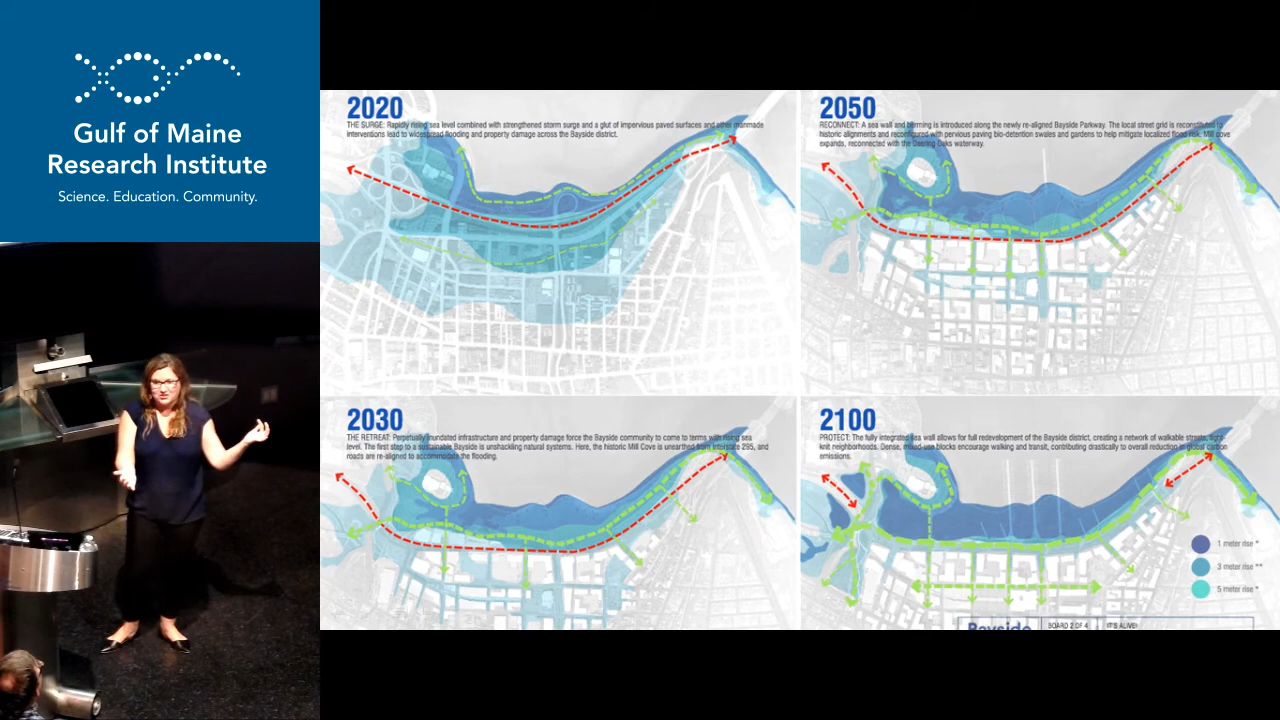 Gulf of Maine
Research Institute
Science. Education. Community.
2020
THE SURGE: Rapidly rising sea level combined with strengthened storm surge and a glut of impervious paved surfaces and other manmade
interventions lead to widespread flooding and property damage across the Bayside district.
2050
RECONNECT: A sea wall and berming is introduced along the newly re-aligned Bayside Parkway. The local street grid is reconstituted to
historic alignments and reconfigured with pervious paving bio-detention swales and gardens to help mitigate localized flood risk. Mill cove
expands, reconnected with the Deering Oaks waterway.
2030
THE RETREAT: Perpetually inundated infrastructure and property damage force the Bayside community to come to terms with rising sea
level. The first step to a sustainable Bayside is unshackling natural systems. Here, the historic Mill Cove is unearthed from Interstate 295, and
roads are re-aligned to accommodate the flooding.
2100
PROTECT: The fully integrated sea wall allows for full redevelopment of the Bayside district, creating a network of walkable streets, tight-
knit neighborhoods. Dense, mixed-use blocks encourage walking and transit, contributing drastically to overall reduction in global carbon
emissions.
1 meter rise *
3 meter rise **
5 meter rise *
Bayside
BOARD 2 OF 4
IT'S ALIVE!